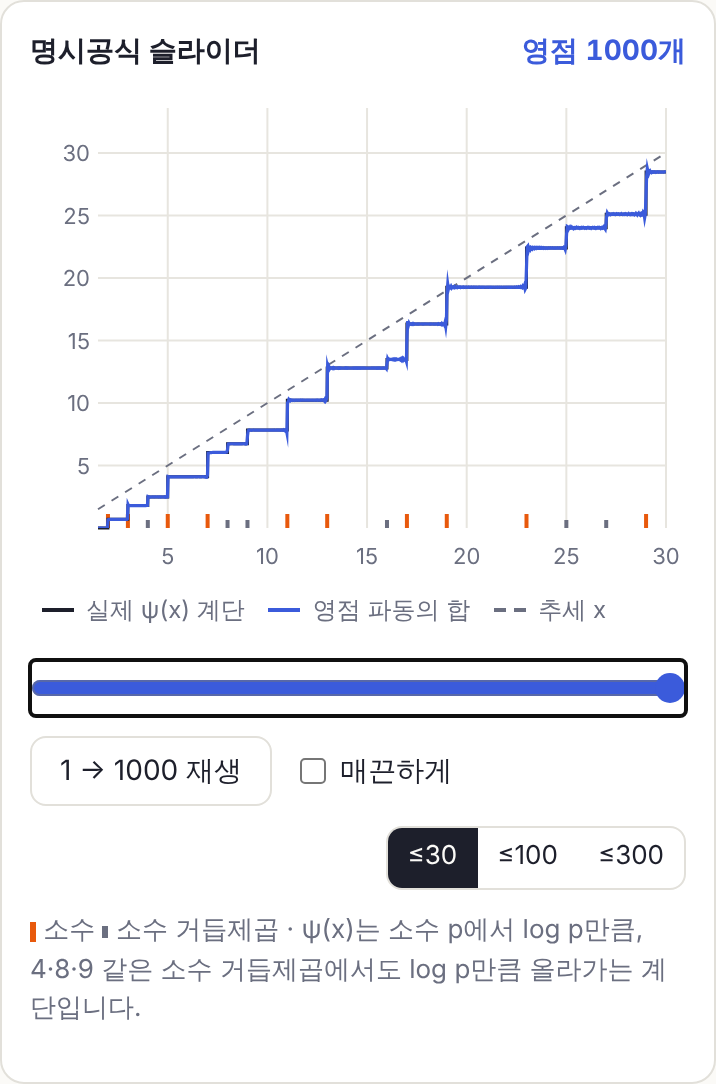 명시공식 슬라이더 영점 1000개
30
25
20
15
10
5
5 10 15 20 25 30
실제 ψ(x) 계단 영점 파동의 합 추세 x
1 → 1000 재생 매끈하게
≤30 ≤100 ≤300
소수 소수 거듭제곱 · ψ(x)는 소수 p에서 log p만큼,
4·8·9 같은 소수 거듭제곱에서도 log p만큼 올라가는 계
단입니다.